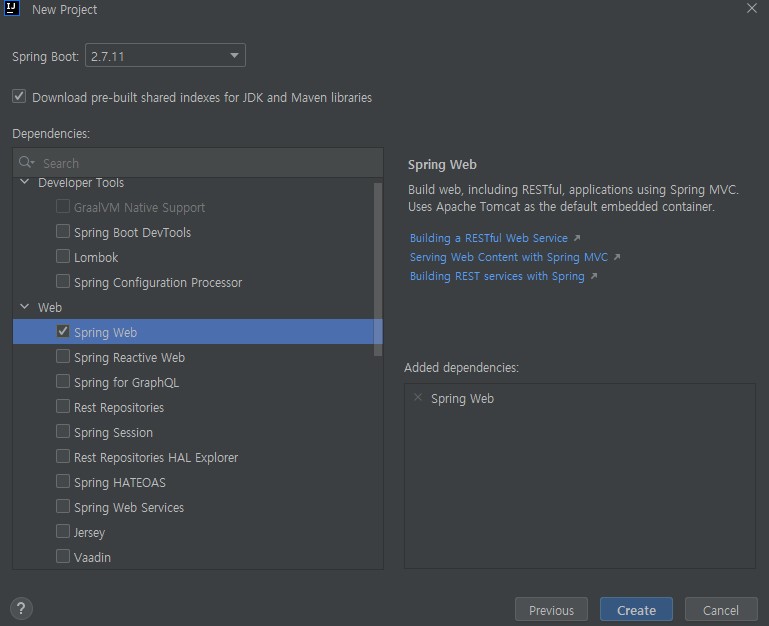 IJ
New Project
Spring Boot: 2.7.11
Download pre-built shared indexes for JDK and Maven libraries
Dependencies:
Search
Developer Tools
GraalVM Native Support
Spring Boot DevTools
Lombok
Spring Configuration Processor
Web
Spring Web
Spring Reactive Web
Spring for GraphQL
Rest Repositories
Spring Session
Rest Repositories HAL Explorer
Spring HATEOAS
Spring Web Services
Jersey
Vaadin
Spring Web
Build web, including RESTful, applications using Spring MVC.
Uses Apache Tomcat as the default embedded container.
Building a RESTful Web Service
Serving Web Content with Spring MVC
Building REST services with Spring
Added dependencies:
Spring Web
?
Previous
Create
Cancel